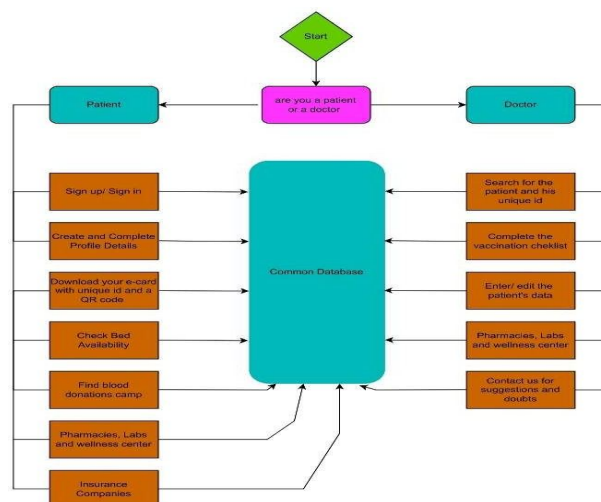 Start
Patient
are you a patient
or a doctor
Doctor
Sign up/ Sign in
Create and Complete
Profile Details
Download your e-card
with unique id and a
QR code
Check Bed
Availability
Find blood
donations camp
Pharmacies, Labs
and wellness center
Insurance
Companies
Common Database
Search for the
patient and his
unique id
Complete the
vaccination cheklist
Enter/ edit the
patient's data
Pharmacies, Labs
and wellness center
Contact us for
suggestions and
doubts